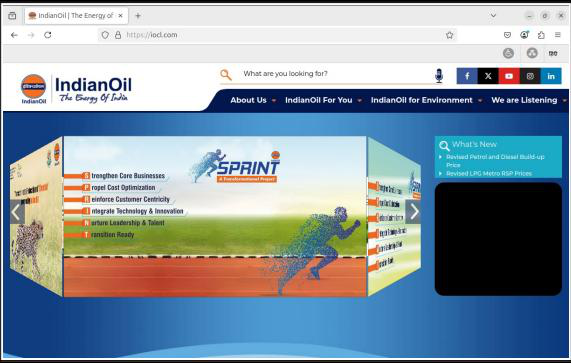 IndianOil | The Energy of
https://iocl.com
What are you looking for?
IndianOil
The Energy Of India
IndianOil
About Us
IndianOil For You
IndianOil for Environment
We are Listening
SPRINT
A Transformational Project
Strengthen Core Businesses
Propel Cost Optimization
Reinforce Customer Centricity
Integrate Technology & Innovation
Nurture Leadership & Talent
Transition Ready
What's New
Revised Petrol and Diesel Build-up
Price
Revised LPG Metro RSP Prices